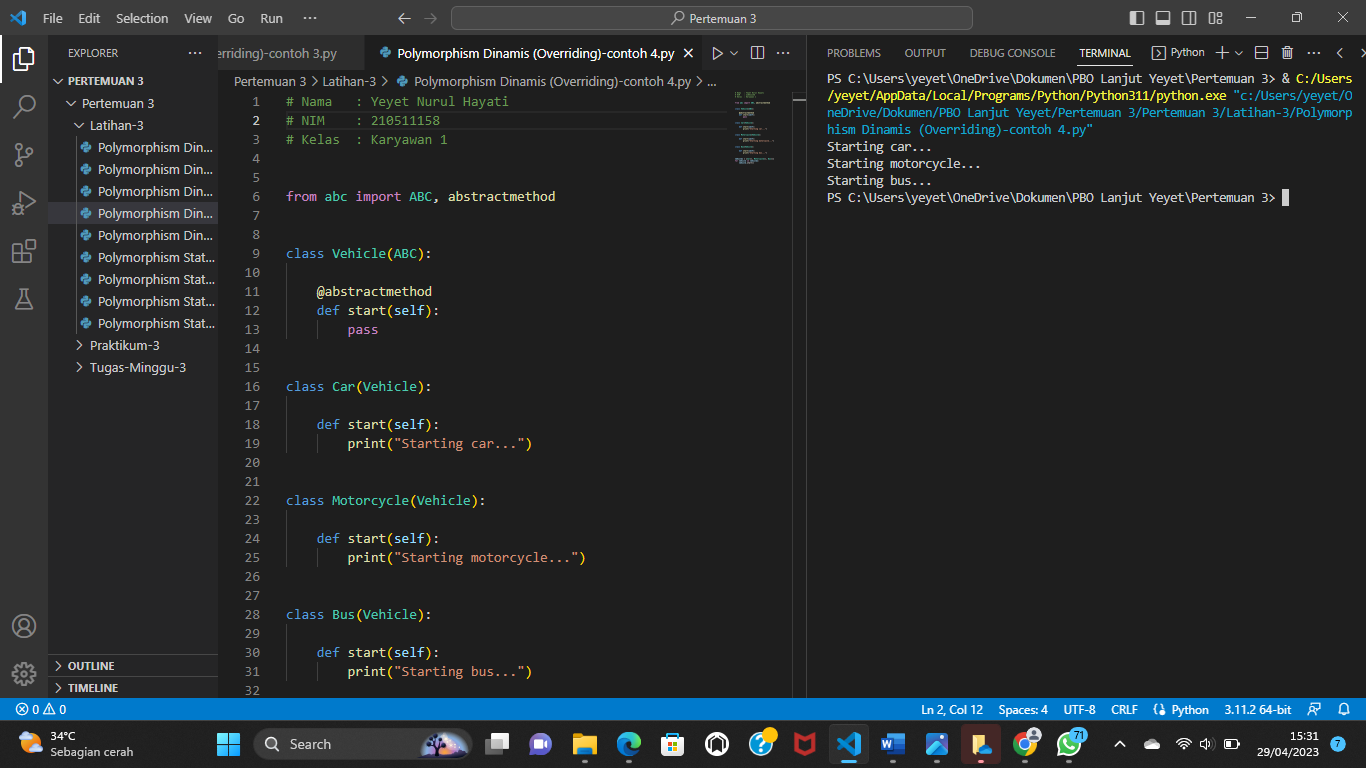 File Edit Selection View Go Run ··· Pertemuan 3
EXPLORER ···
PERTEMUAN 3
Pertemuan 3
Latihan-3
Polymorphism Din...
Polymorphism Din...
Polymorphism Din...
Polymorphism Din...
Polymorphism Din...
Polymorphism Stat...
Polymorphism Stat...
Polymorphism Stat...
Polymorphism Stat...
Praktikum-3
Tugas-Minggu-3
OUTLINE
TIMELINE
erriding)-contoh 3.py Polymorphism Dinamis (Overriding)-contoh 4.py
Pertemuan 3 > Latihan-3 > Polymorphism Dinamis (Overriding)-contoh 4.py > ...
1 # Nama   : Yeyet Nurul Hayati
2 # NIM    : 210511158
3 # Kelas  : Karyawan 1
4
5
6 from abc import ABC, abstractmethod
7
8
9 class Vehicle(ABC):
10
11     @abstractmethod
12     def start(self):
13         pass
14
15
16 class Car(Vehicle):
17
18     def start(self):
19         print("Starting car...")
20
21
22 class Motorcycle(Vehicle):
23
24     def start(self):
25         print("Starting motorcycle...")
26
27
28 class Bus(Vehicle):
29
30     def start(self):
31         print("Starting bus...")
32
PROBLEMS OUTPUT DEBUG CONSOLE TERMINAL Python
PS C:\Users\yeyet\OneDrive\Dokumen\PBO Lanjut Yeyet\Pertemuan 3> & C:/Users
/yeyet/AppData/Local/Programs/Python/Python311/python.exe "c:/Users/yeyet/O
neDrive/Dokumen/PBO Lanjut Yeyet/Pertemuan 3/Pertemuan 3/Latihan-3/Polymorp
hism Dinamis (Overriding)-contoh 4.py"
Starting car...
Starting motorcycle...
Starting bus...
PS C:\Users\yeyet\OneDrive\Dokumen\PBO Lanjut Yeyet\Pertemuan 3>
0 0 Ln 2, Col 12 Spaces: 4 UTF-8 CRLF Python 3.11.2 64-bit
34°C
Sebagian cerah
Search
71
15:31
29/04/2023
7